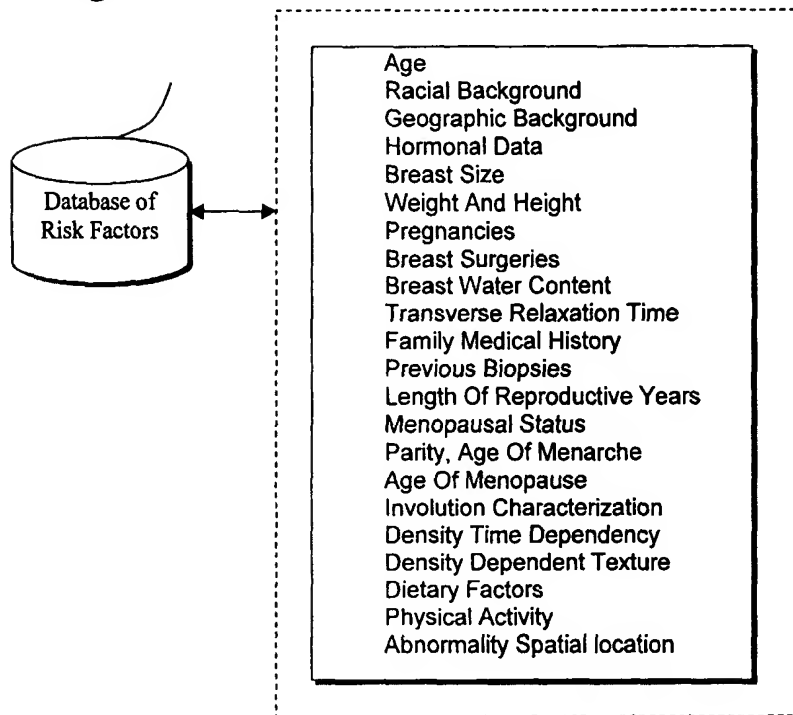 Database of
Risk Factors
Age
Racial Background
Geographic Background
Hormonal Data
Breast Size
Weight And Height
Pregnancies
Breast Surgeries
Breast Water Content
Transverse Relaxation Time
Family Medical History
Previous Biopsies
Length Of Reproductive Years
Menopausal Status
Parity, Age Of Menarche
Age Of Menopause
Involution Characterization
Density Time Dependency
Density Dependent Texture
Dietary Factors
Physical Activity
Abnormality Spatial location